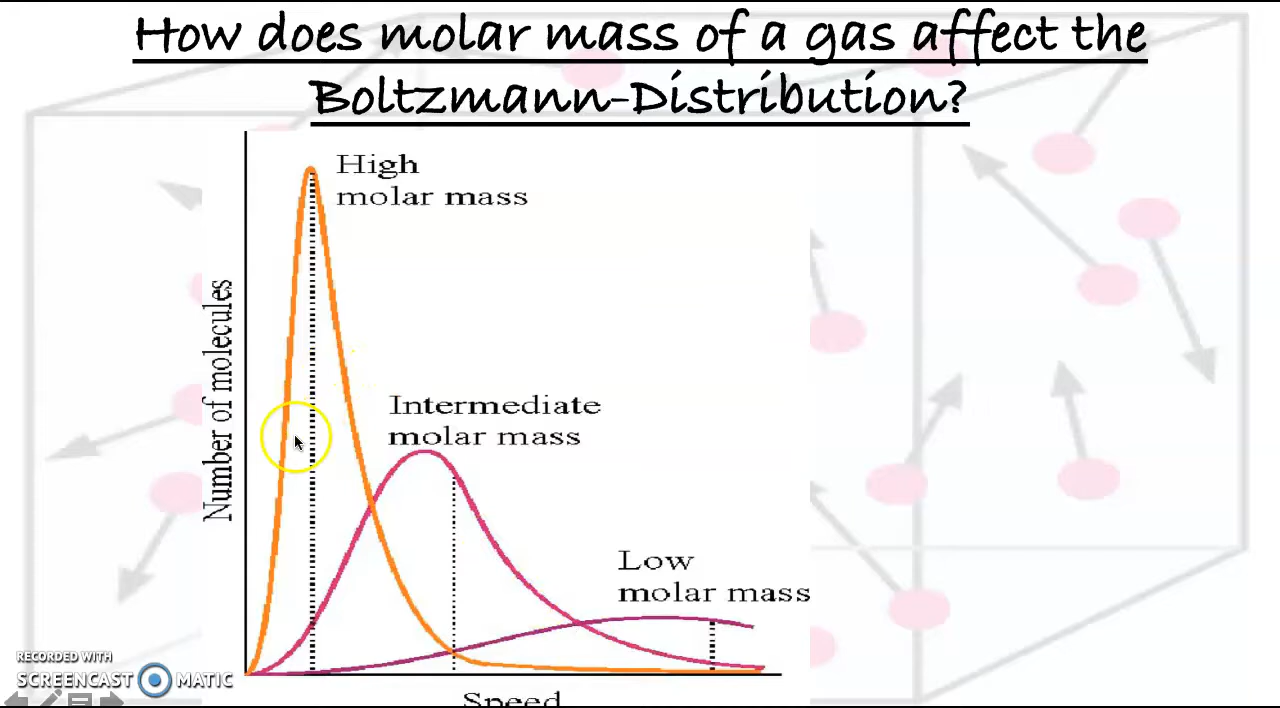 How does molar mass of a gas affect the
Boltzmann-Distribution?
High
molar mass
Number of molecules
Intermediate
molar mass
Low
molar mass
Speed
RECORDED WITH
SCREENCAST MATIC